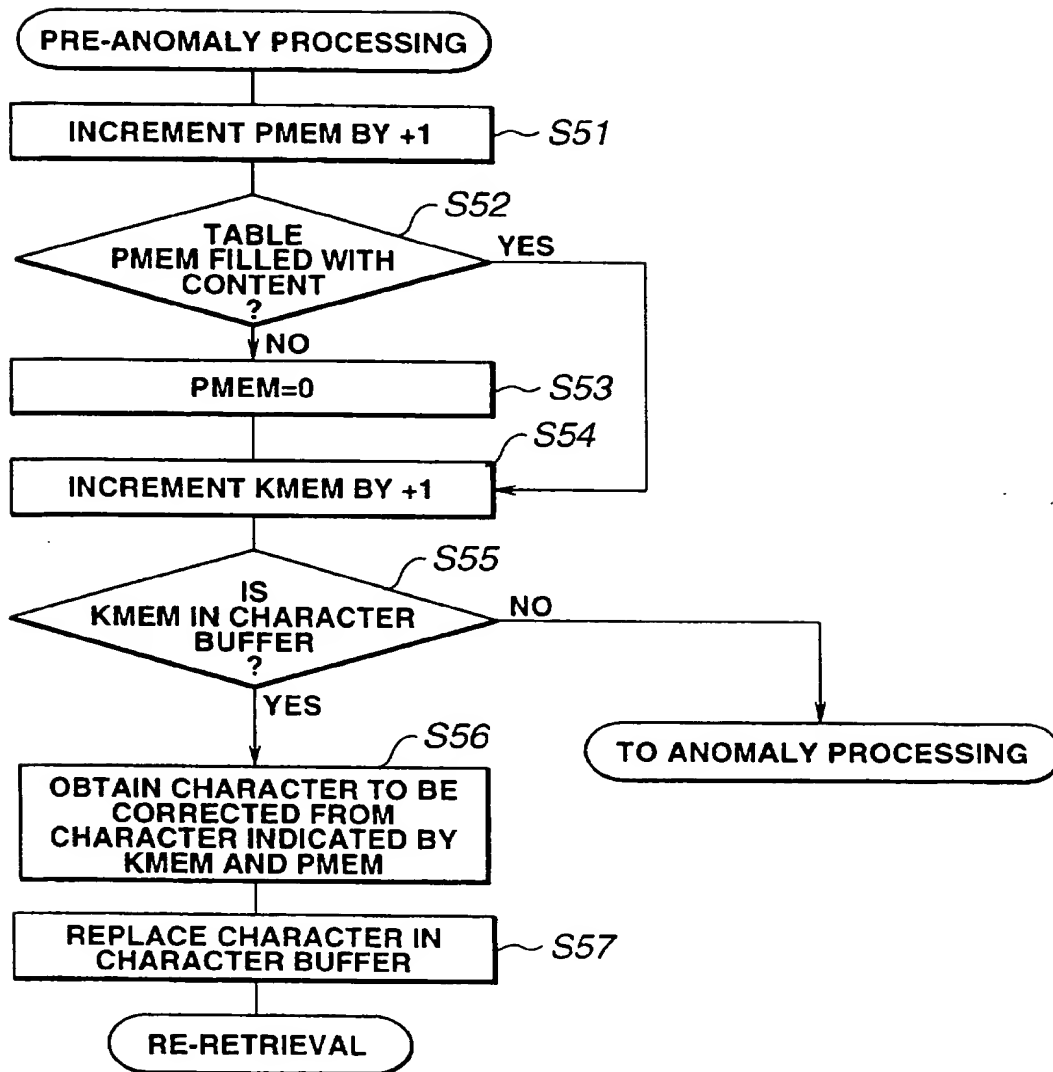 PRE-ANOMALY PROCESSING
INCREMENT PMEM BY +1
S51
S52
TABLE
PMEM FILLED WITH
CONTENT
?
YES
NO
PMEM=0
S53
S54
INCREMENT KMEM BY +1
S55
IS
KMEM IN CHARACTER
BUFFER
?
NO
YES
S56
TO ANOMALY PROCESSING
OBTAIN CHARACTER TO BE
CORRECTED FROM
CHARACTER INDICATED BY
KMEM AND PMEM
REPLACE CHARACTER IN
CHARACTER BUFFER
S57
RE-RETRIEVAL